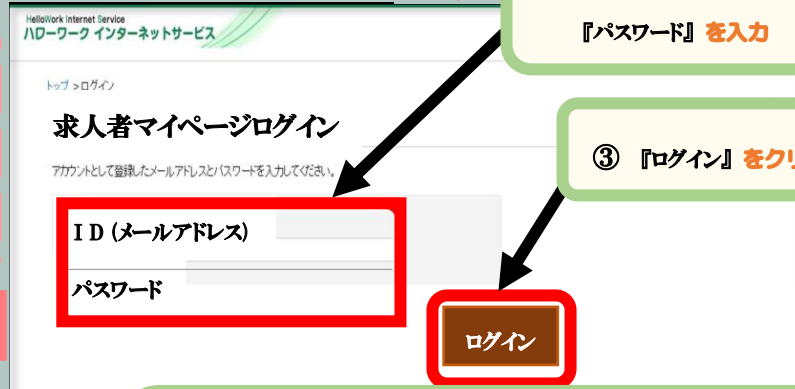 HelloWork Internet Service
ハローワーク インターネットサービス
『パスワード』を入力
トップ > ログイン
求人者マイページログイン
③ 『ログイン』をクリ
アカウントとして登録したメールアドレスとパスワードを入力してください。
ＩＤ(メールアドレス)
パスワード
ログイン